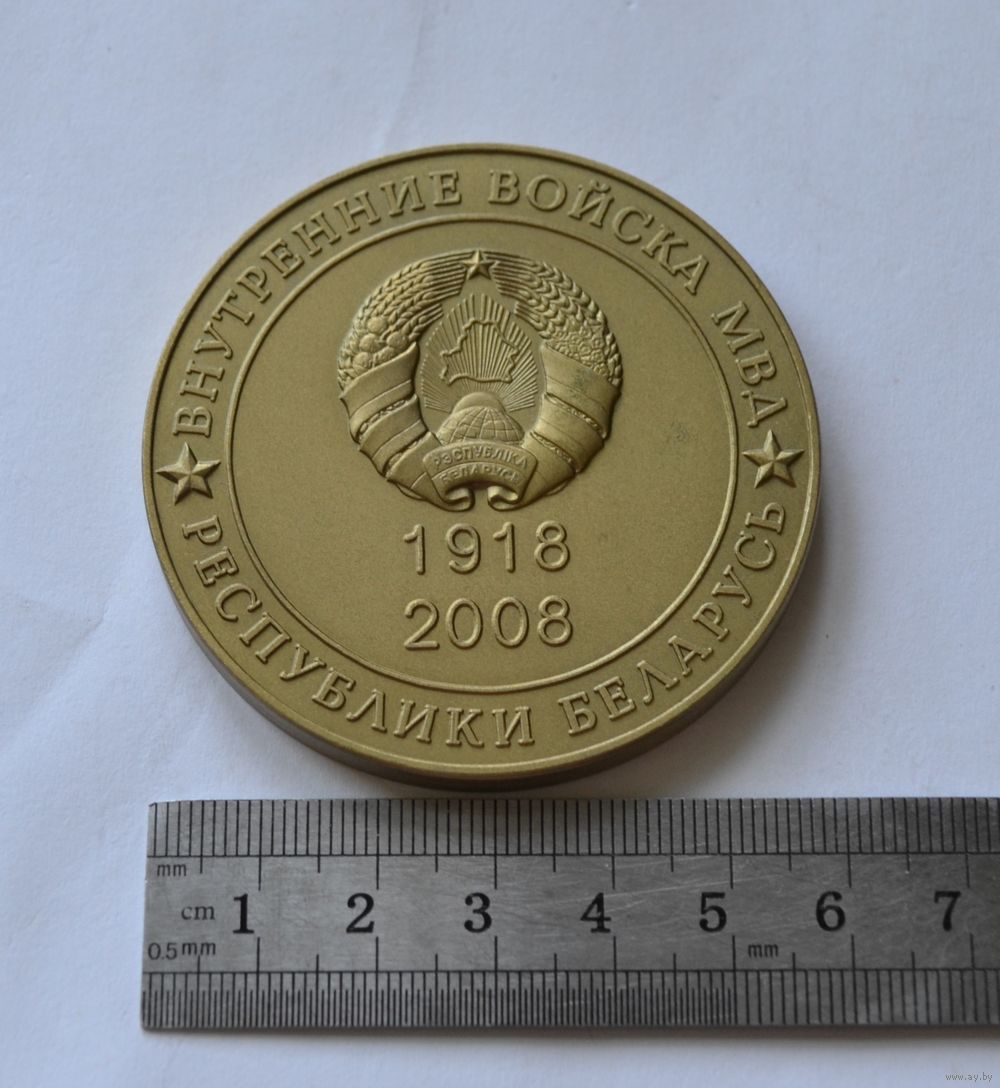 ВНУТРЕННИЕ ВОЙСКА МВД
РЭСПУБЛІКА
БЕЛАРУСЬ
1918
2008
РЕСПУБЛИКИ БЕЛАРУСЬ
mm
cm 1 2 3 4 5 6 7
0.5mm mm
www.ay.by